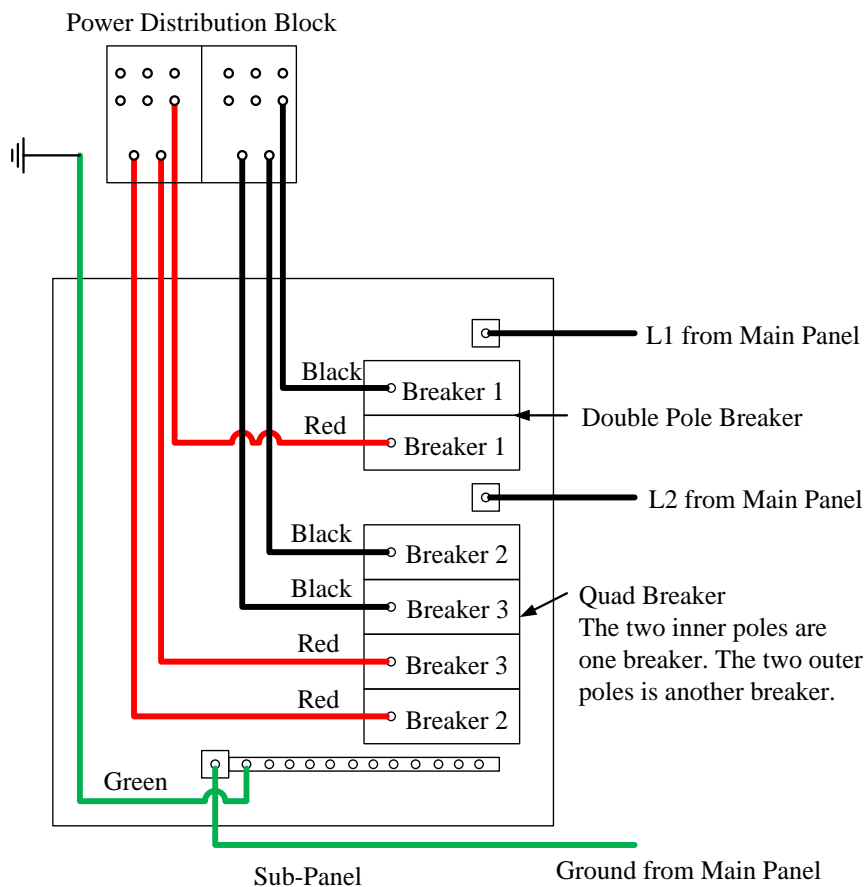 Power Distribution Block
L1 from Main Panel
Black
Breaker 1
Double Pole Breaker
Red
Breaker 1
L2 from Main Panel
Black
Breaker 2
Black
Breaker 3
Quad Breaker
The two inner poles are
one breaker. The two outer
poles is another breaker.
Red
Breaker 3
Red
Breaker 2
Green
Sub-Panel
Ground from Main Panel